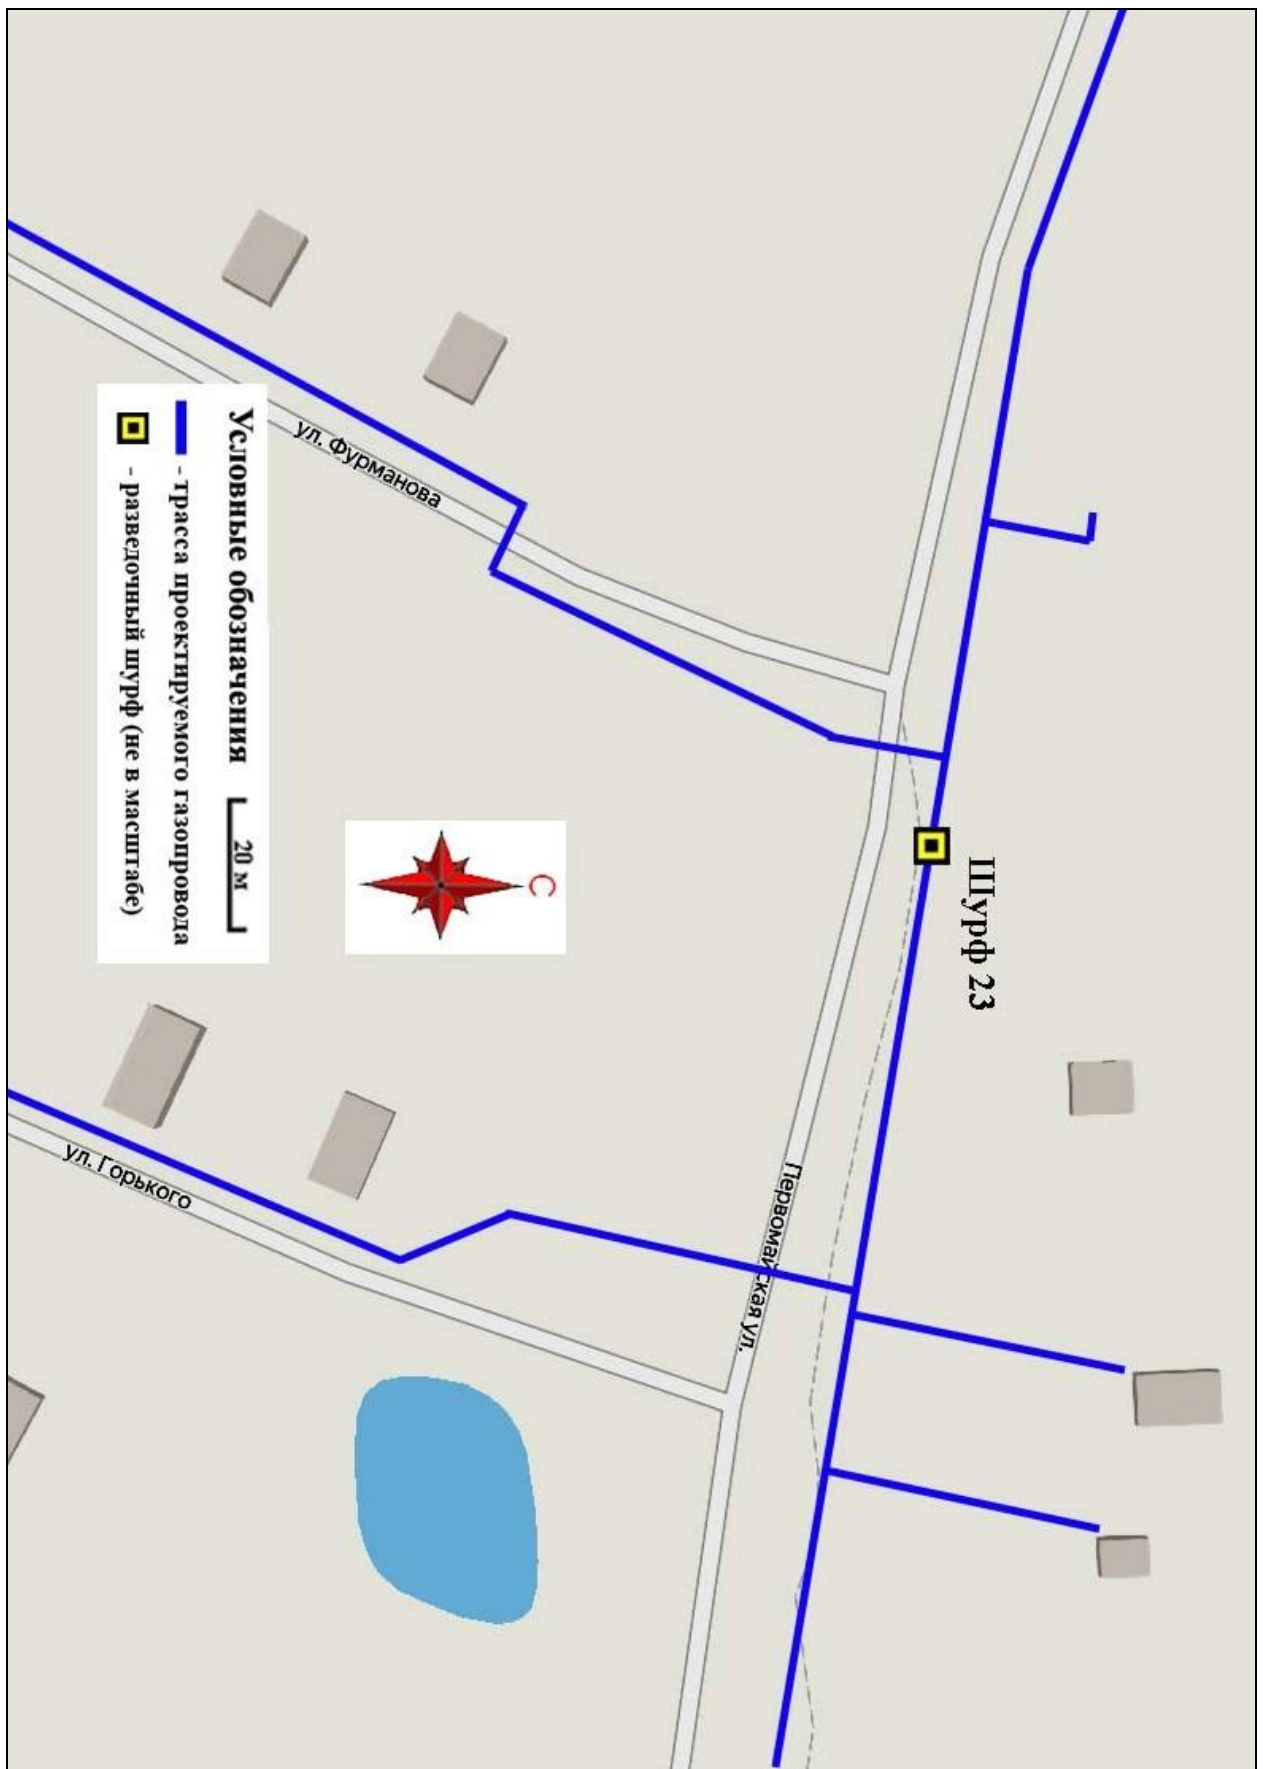 Шурф 23
ул. Фурманова
Первомайская ул.
ул. Горького
С
Условные обозначения
20 м
- трасса проектируемого газопровода
- разведочный шурф (не в масштабе)